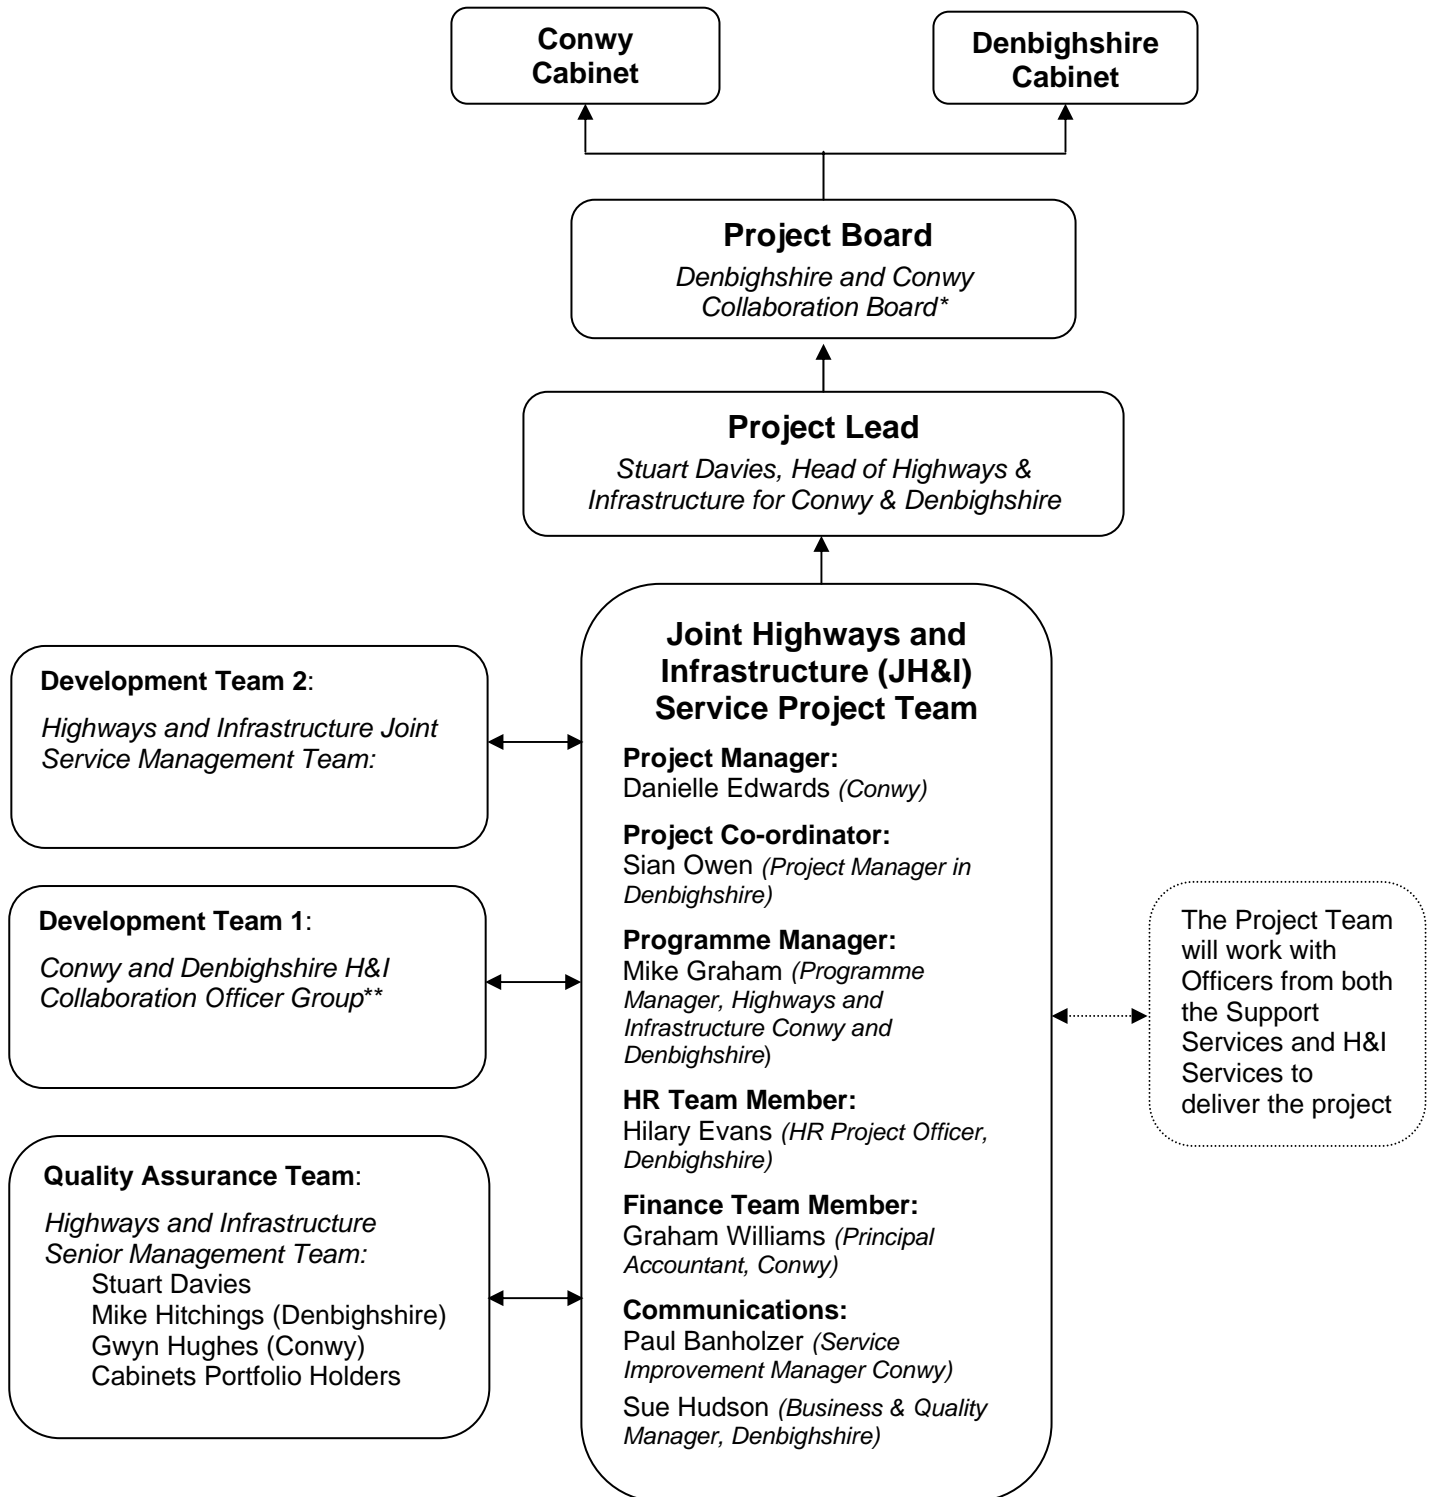 Conwy
Cabinet
Denbighshire
Cabinet
Project Board
Denbighshire and Conwy
Collaboration Board*
Project Lead
Stuart Davies, Head of Highways &
Infrastructure for Conwy & Denbighshire
Joint Highways and
Infrastructure (JH&I)
Service Project Team
Project Manager:
Danielle Edwards (Conwy)
Project Co-ordinator:
Sian Owen (Project Manager in
Denbighshire)
Programme Manager:
Mike Graham (Programme
Manager, Highways and
Infrastructure Conwy and
Denbighshire)
HR Team Member:
Hilary Evans (HR Project Officer,
Denbighshire)
Finance Team Member:
Graham Williams (Principal
Accountant, Conwy)
Communications:
Paul Banholzer (Service
Improvement Manager Conwy)
Sue Hudson (Business & Quality
Manager, Denbighshire)
Development Team 2:
Highways and Infrastructure Joint
Service Management Team:
Development Team 1:
Conwy and Denbighshire H&I
Collaboration Officer Group**
Quality Assurance Team:
Highways and Infrastructure
Senior Management Team:
Stuart Davies
Mike Hitchings (Denbighshire)
Gwyn Hughes (Conwy)
Cabinets Portfolio Holders
The Project Team
will work with
Officers from both
the Support
Services and H&I
Services to
deliver the project